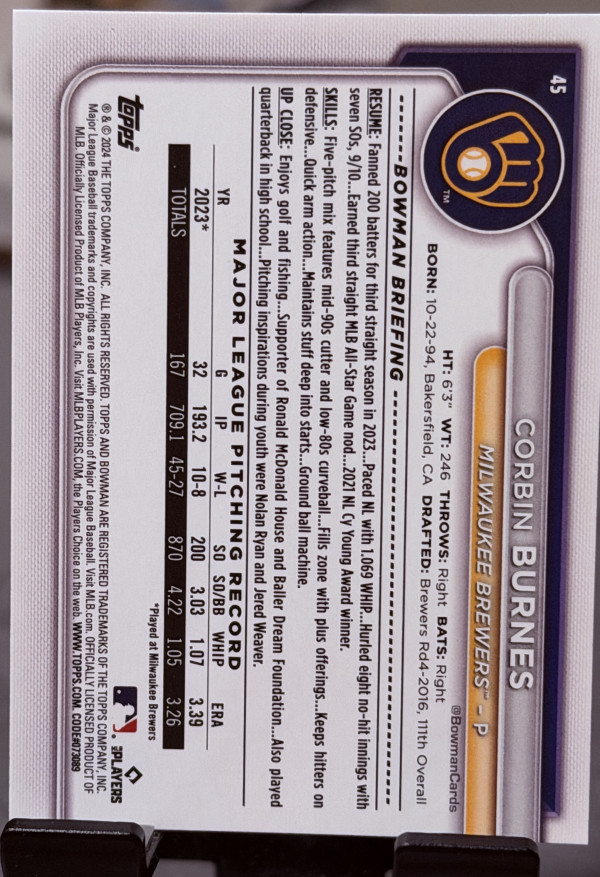 45
CORBIN BURNES
MILWAUKEE BREWERS™ - P
@BowmanCards
HT: 6'3" WT: 246 THROWS: Right BATS: Right
BORN: 10-22-94, Bakersfield, CA DRAFTED: Brewers Rd4-2016, 111th Overall
TM
BOWMAN BRIEFING
RESUME: Fanned 200 batters for third straight season in 2023....Paced NL with 1.069 WHIP....Hurled eight no-hit innings with
seven SOs, 9/10....Earned third straight MLB All-Star Game nod....2021 NL Cy Young Award winner.
SKILLS: Five-pitch mix features mid-90s cutter and low-80s curveball....Fills zone with plus offerings....Keeps hitters on
defensive....Quick arm action....Maintains stuff deep into starts....Ground ball machine.
UP CLOSE: Enjoys golf and fishing....Supporter of Ronald McDonald House and Baller Dream Foundation....Also played
quarterback in high school....Pitching inspirations during youth were Nolan Ryan and Jered Weaver.
MAJOR LEAGUE PITCHING RECORD
YR G IP W-L SO SO/BB WHIP ERA
2023* 32 193.2 10-8 200 3.03 1.07 3.39
TOTALS 167 709.1 45-27 870 4.22 1.05 3.26
*Played at Milwaukee Brewers
topps®
MLB PLAYERS
® & © 2024 THE TOPPS COMPANY, INC. ALL RIGHTS RESERVED. TOPPS AND BOWMAN ARE REGISTERED TRADEMARKS OF THE TOPPS COMPANY, INC.
Major League Baseball trademarks and copyrights are used with permission of Major League Baseball. Visit MLB.com. OFFICIALLY LICENSED PRODUCT OF
MLB. Officially Licensed Product of MLB Players, Inc. Visit MLBPLAYERS.COM, the Players Choice on the web. WWW.TOPPS.COM. CODE#073089